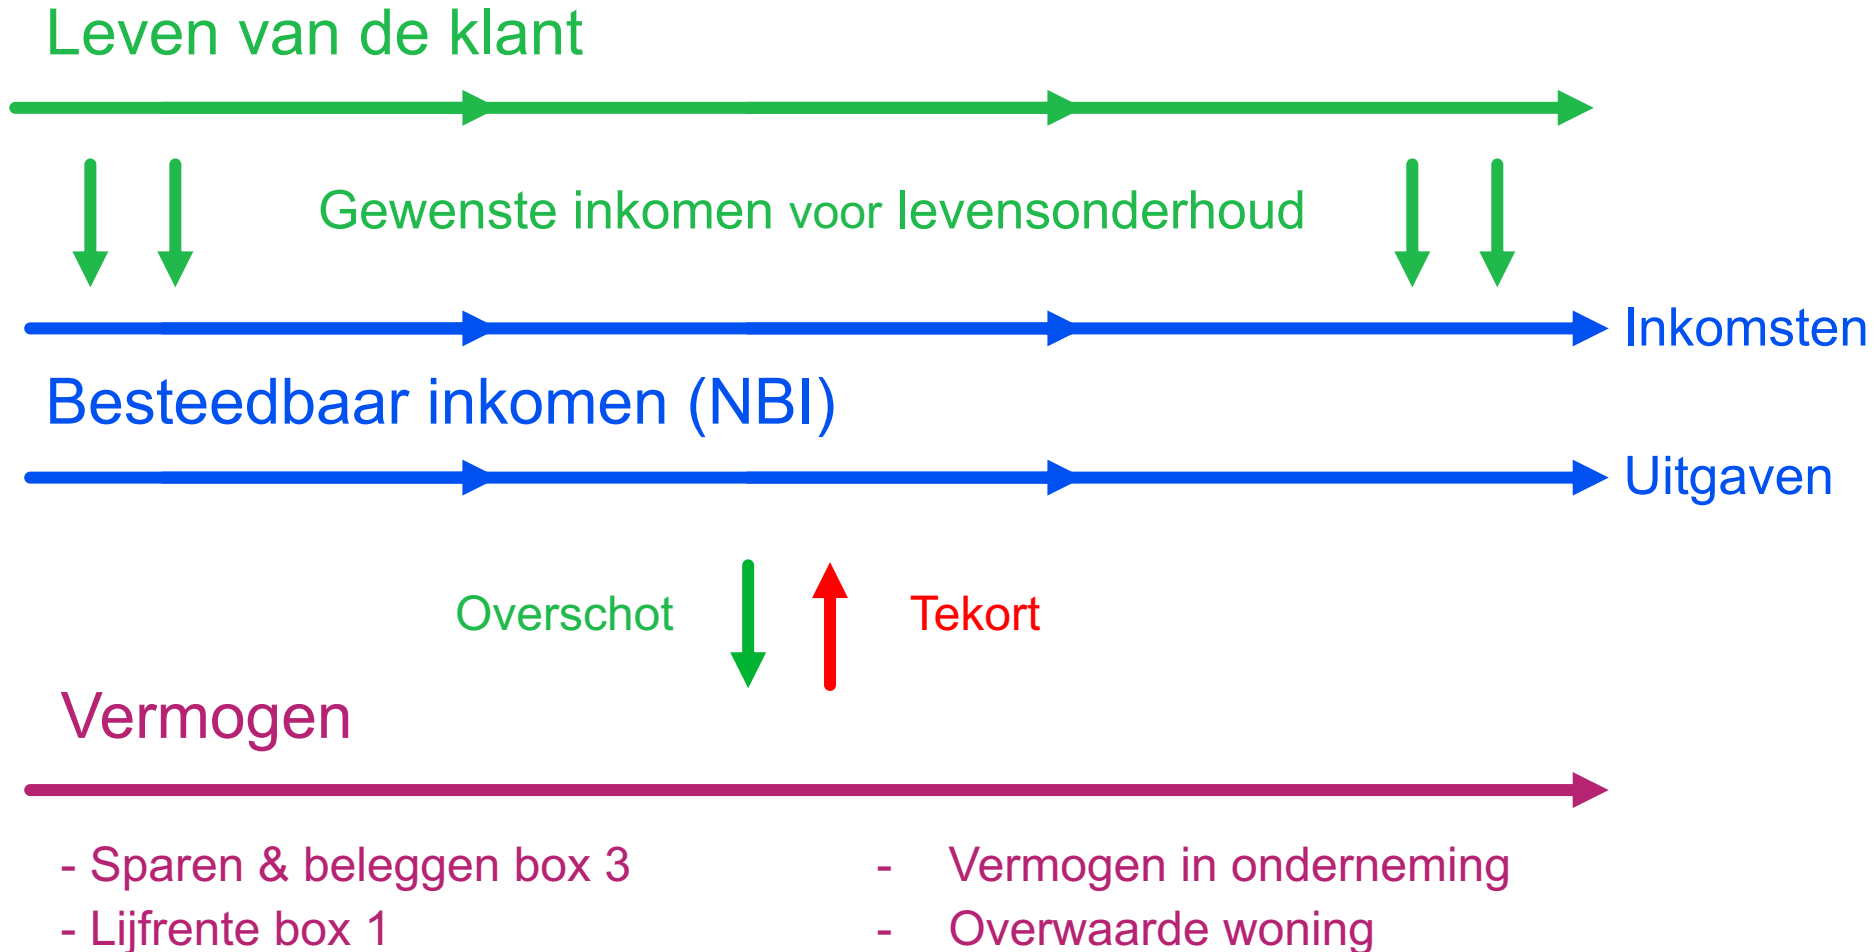 Leven van de klant
Gewenste inkomen voor levensonderhoud
Inkomsten
Besteedbaar inkomen (NBI)
Uitgaven
Overschot
Tekort
Vermogen
- Sparen & beleggen box 3
- Vermogen in onderneming
- Lijfrente box 1
- Overwaarde woning